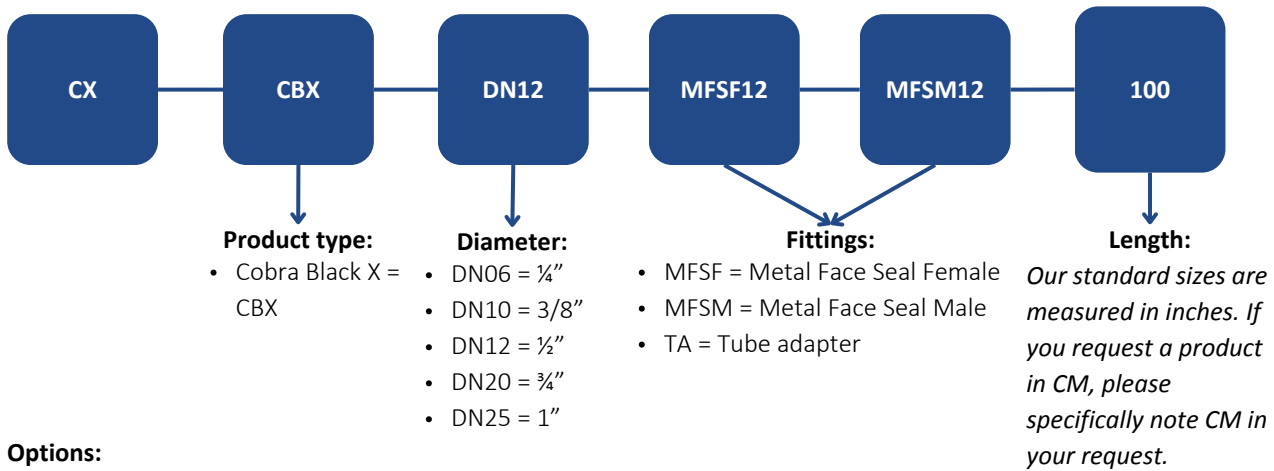 CX
CBX
DN12
MFSF12
MFSM12
100
Product type:
• Cobra Black X =
CBX
Diameter:
• DN06 = ¼”
• DN10 = 3/8”
• DN12 = ½”
• DN20 = ¾”
• DN25 = 1”
Fittings:
• MFSF = Metal Face Seal Female
• MFSM = Metal Face Seal Male
• TA = Tube adapter
Length:
Our standard sizes are
measured in inches. If
you request a product
in CM, please
specifically note CM in
your request.
Options: